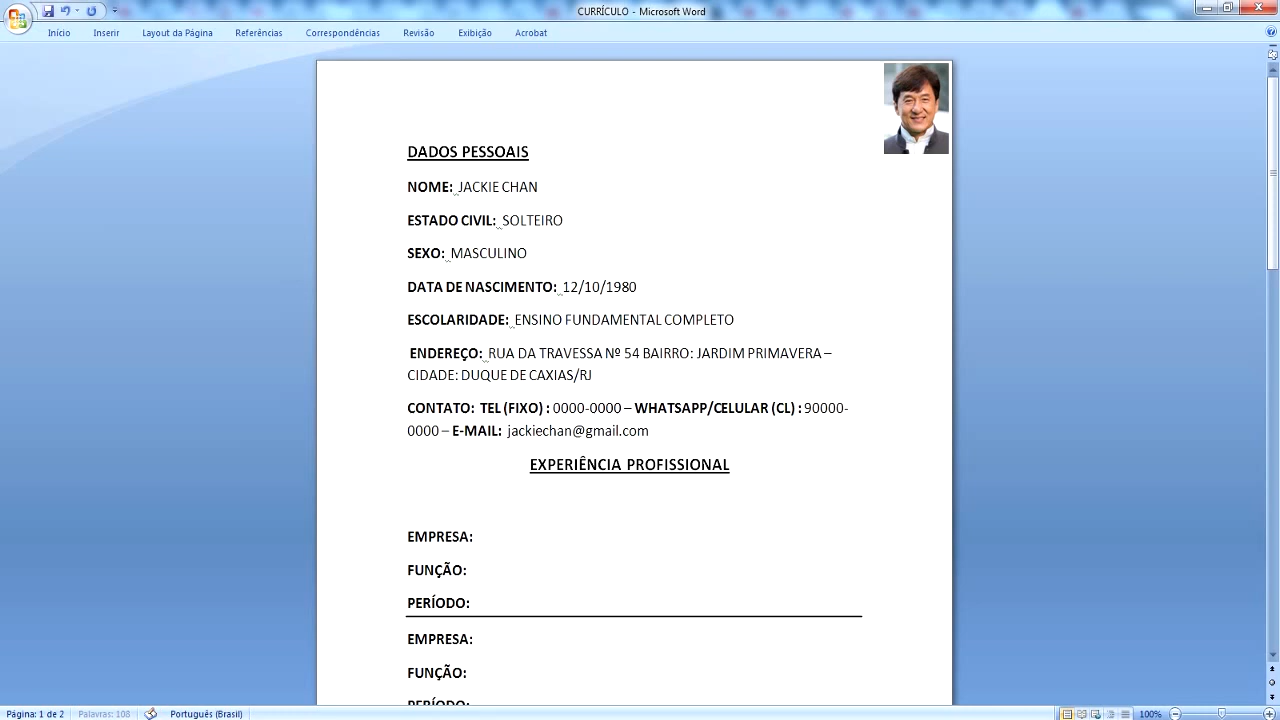 CURRÍCULO - Microsoft Word
Início Inserir Layout da Página Referências Correspondências Revisão Exibição Acrobat
DADOS PESSOAIS
NOME: JACKIE CHAN
ESTADO CIVIL: SOLTEIRO
SEXO: MASCULINO
DATA DE NASCIMENTO: 12/10/1980
ESCOLARIDADE: ENSINO FUNDAMENTAL COMPLETO
ENDEREÇO: RUA DA TRAVESSA Nº 54 BAIRRO: JARDIM PRIMAVERA –
CIDADE: DUQUE DE CAXIAS/RJ
CONTATO: TEL (FIXO) : 0000-0000 – WHATSAPP/CELULAR (CL) : 90000-
0000 – E-MAIL: jackiechan@gmail.com
EXPERIÊNCIA PROFISSIONAL
EMPRESA:
FUNÇÃO:
PERÍODO:
EMPRESA:
FUNÇÃO:
PERÍODO:
Página: 1 de 2 Palavras: 108 Português (Brasil) 100%